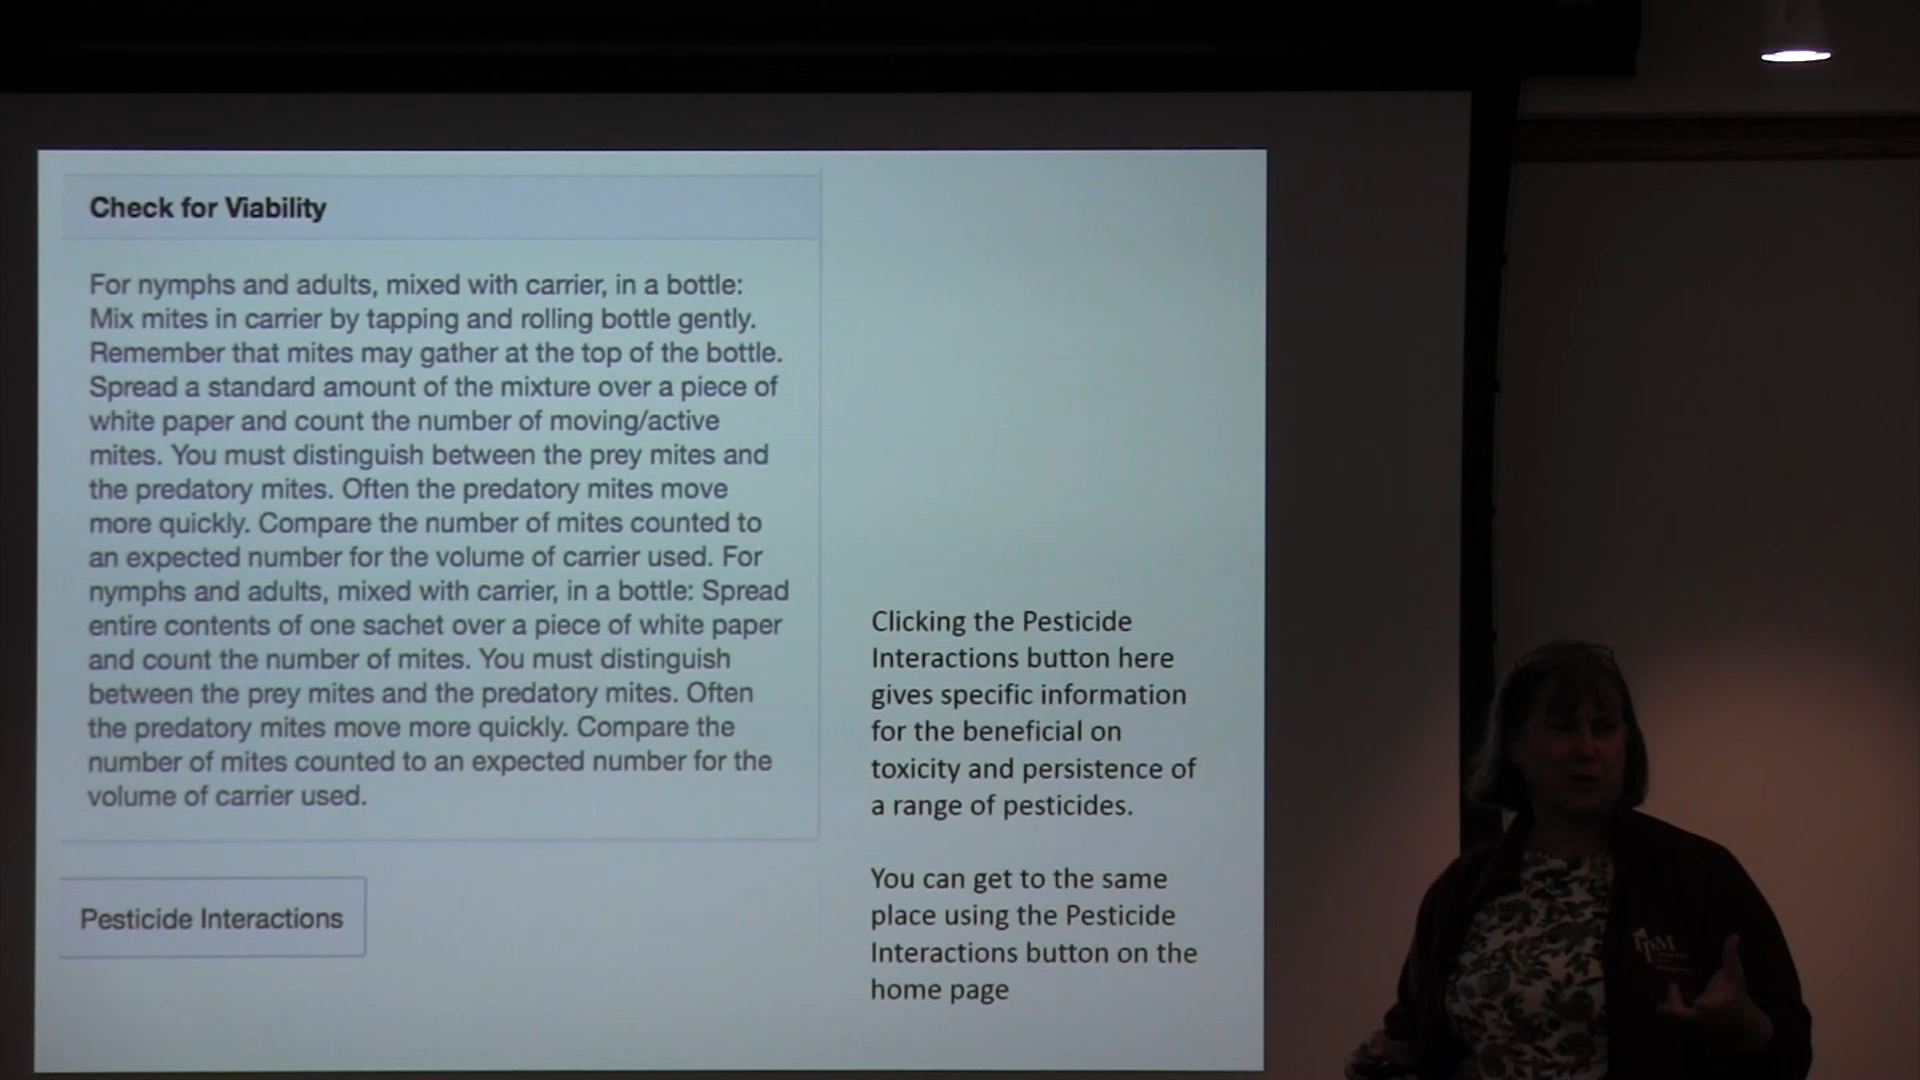 Check for Viability
For nymphs and adults, mixed with carrier, in a bottle:
Mix mites in carrier by tapping and rolling bottle gently.
Remember that mites may gather at the top of the bottle.
Spread a standard amount of the mixture over a piece of
white paper and count the number of moving/active
mites. You must distinguish between the prey mites and
the predatory mites. Often the predatory mites move
more quickly. Compare the number of mites counted to
an expected number for the volume of carrier used. For
nymphs and adults, mixed with carrier, in a bottle: Spread
entire contents of one sachet over a piece of white paper
and count the number of mites. You must distinguish
between the prey mites and the predatory mites. Often
the predatory mites move more quickly. Compare the
number of mites counted to an expected number for the
volume of carrier used.
Pesticide Interactions
Clicking the Pesticide
Interactions button here
gives specific information
for the beneficial on
toxicity and persistence of
a range of pesticides.
You can get to the same
place using the Pesticide
Interactions button on the
home page
IPM